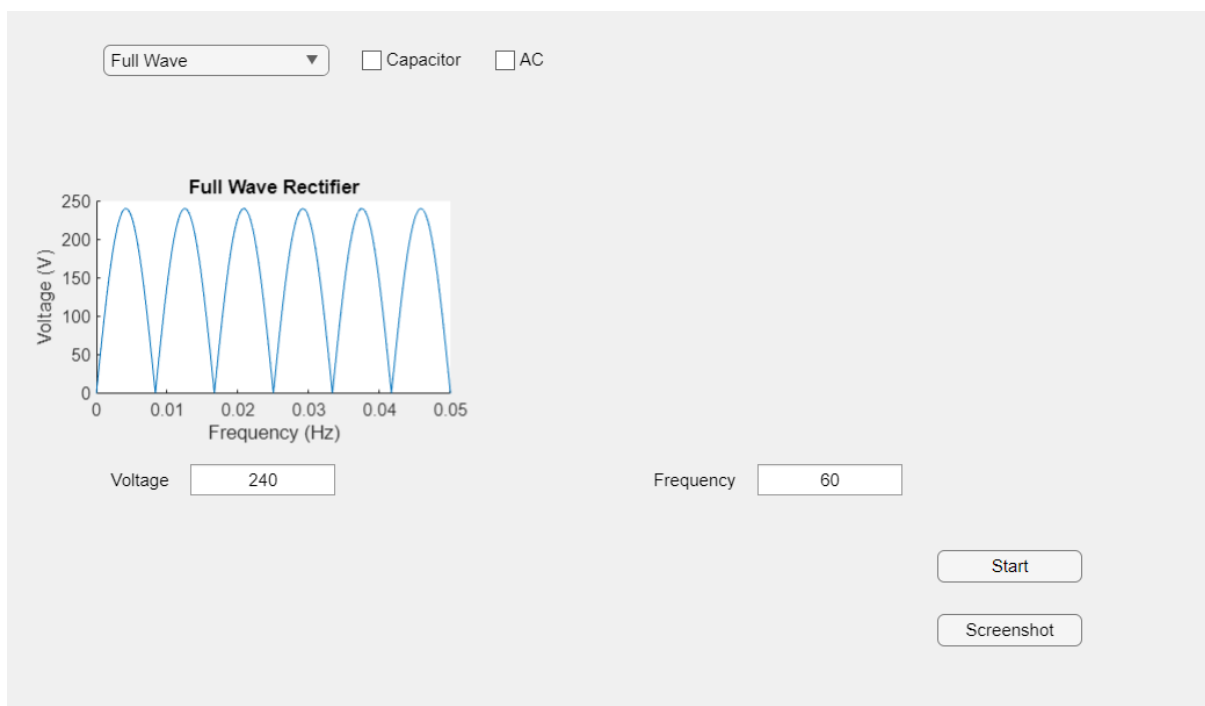 Full Wave Capacitor AC
Full Wave Rectifier
250
200
150
100
50
0
Voltage (V)
0 0.01 0.02 0.03 0.04 0.05
Frequency (Hz)
Voltage 240 Frequency 60
Start
Screenshot